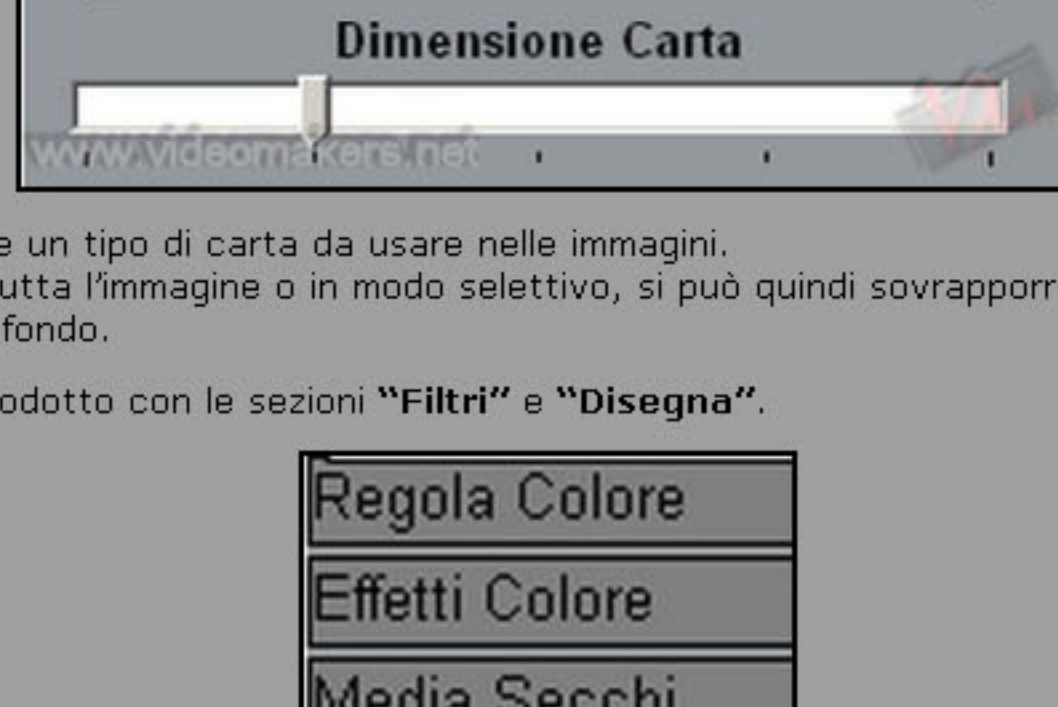 Dimensione Carta
www.videomakers.net
e un tipo di carta da usare nelle immagini.
utta l'immagine o in modo selettivo, si può quindi sovrapporr
fondo.
odotto con le sezioni "Filtri" e "Disegna".
Regola Colore
Effetti Colore
Media Secchi